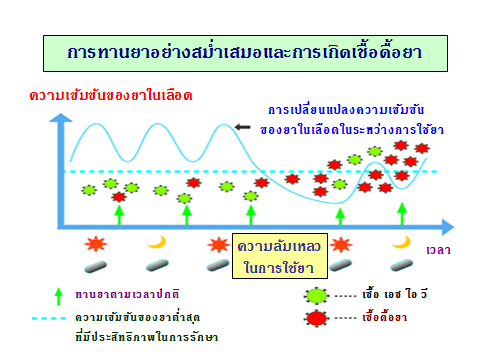 การทานยาอย่างสม่ำเสมอและการเกิดเชื้อดื้อยา
ความเข้มข้นของยาในเลือด
การเปลี่ยนแปลงความเข้มข้น
ของยาในเลือดในระหว่างการใช้ยา
ความล้มเหลว
ในการใช้ยา
เวลา
ทานยาตามเวลาปกติ
ความเข้มข้นของยาต่ำสุด
ที่มีประสิทธิภาพในการรักษา
เชื้อ เอช ไอ วี
เชื้อดื้อยา